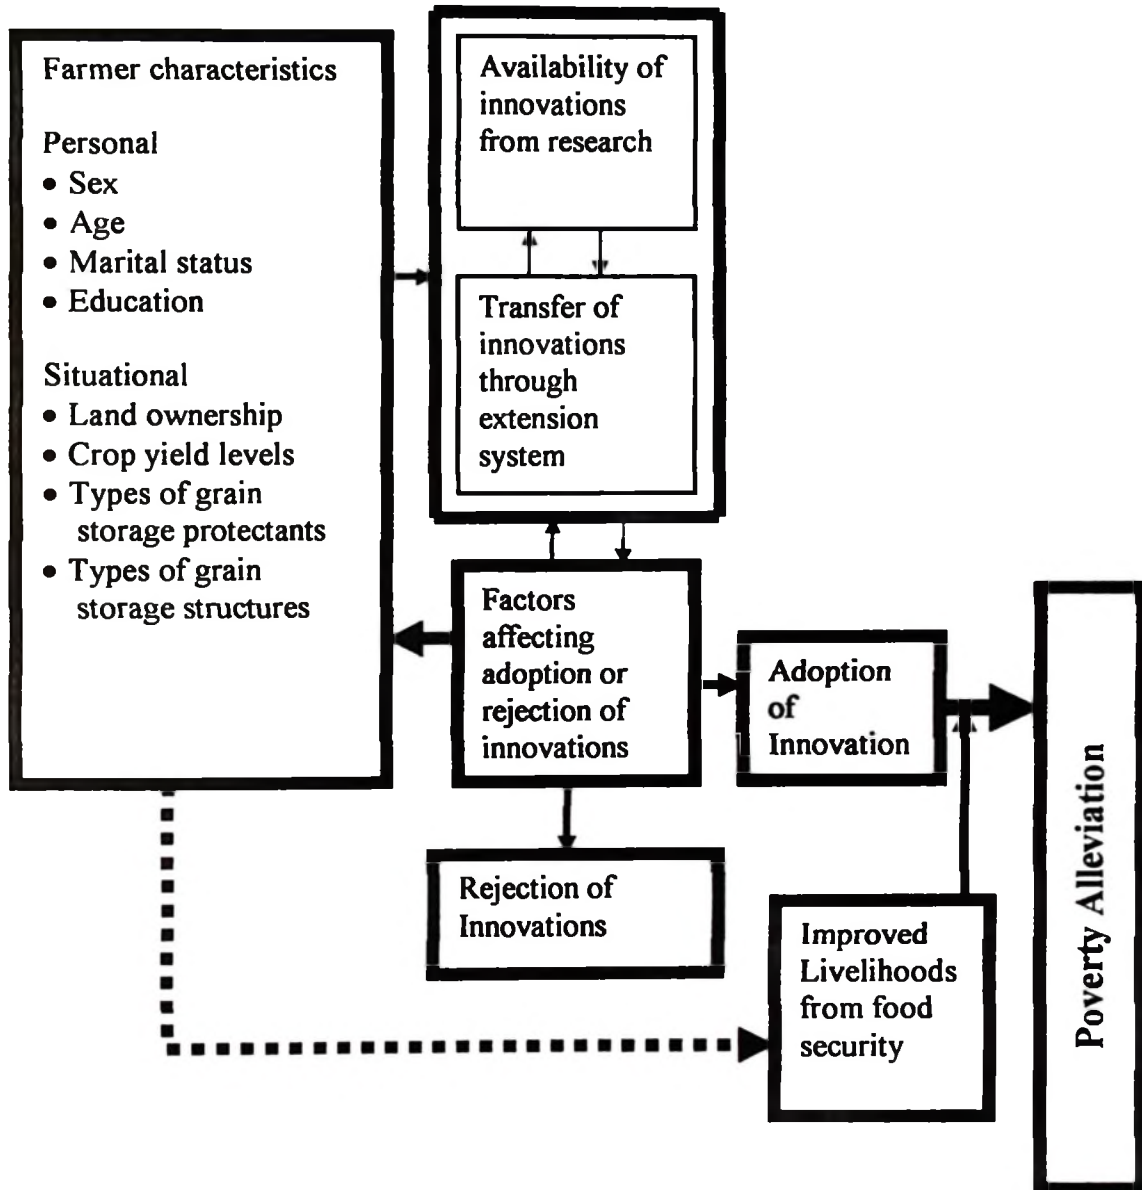 Farmer characteristics
Personal
• Sex
• Age
• Marital status
• Education
Situational
• Land ownership
• Crop yield levels
• Types of grain
storage protectants
• Types of grain
storage structures
Availability of
innovations
from research
Transfer of
innovations
through
extension
system
Factors
affecting
adoption or
rejection of
innovations
Adoption
of
Innovation
Rejection of
Innovations
Improved
Livelihoods
from food
security
Poverty Alleviation